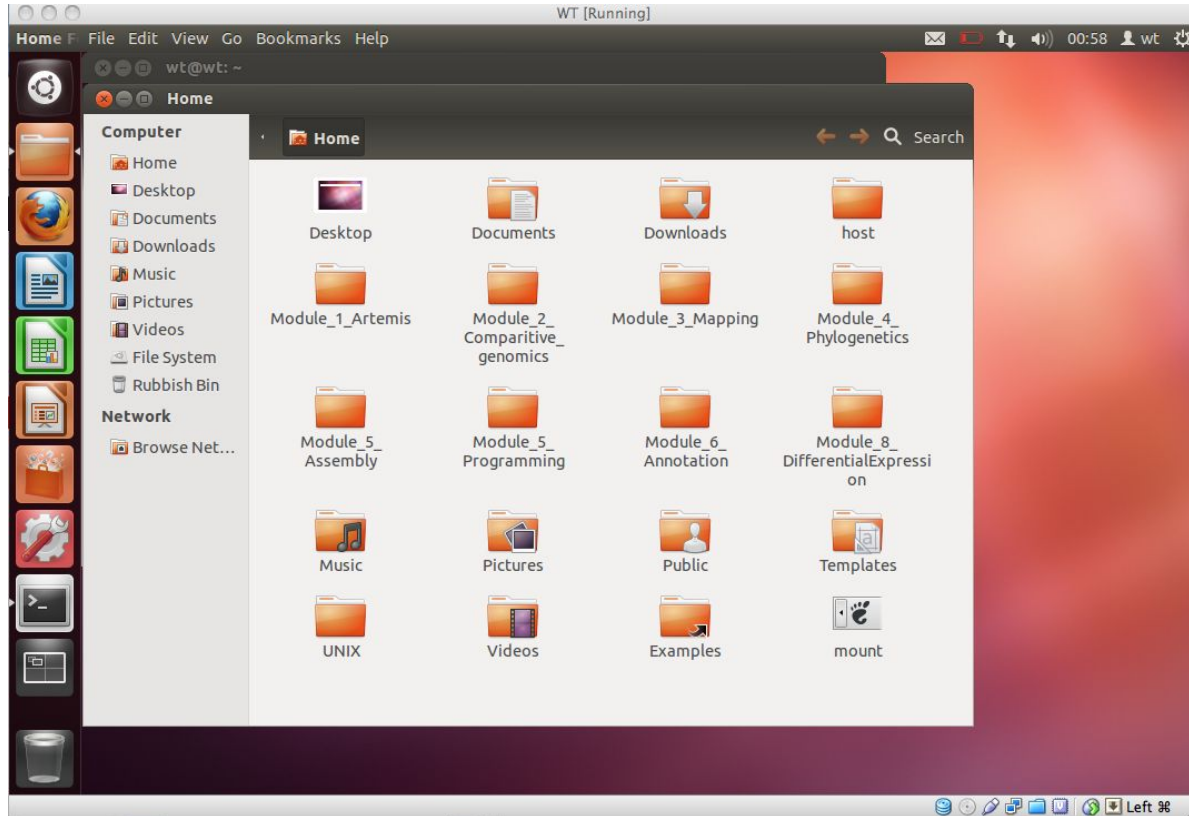 WT [Running]
Home F File Edit View Go Bookmarks Help 00:58 wt
wt@wt: ~
Home
Computer
Home
Desktop
Documents
Downloads
Music
Pictures
Videos
File System
Rubbish Bin
Network
Browse Net...
Home Search
Desktop Documents Downloads host
Module_1_Artemis Module_2_ Module_3_Mapping Module_4_
Comparitive_ Phylogenetics
genomics
Module_5_ Module_5_ Module_6_ Module_8_
Assembly Programming Annotation DifferentialExpressi
on
Music Pictures Public Templates
UNIX Videos Examples mount
Left ⌘